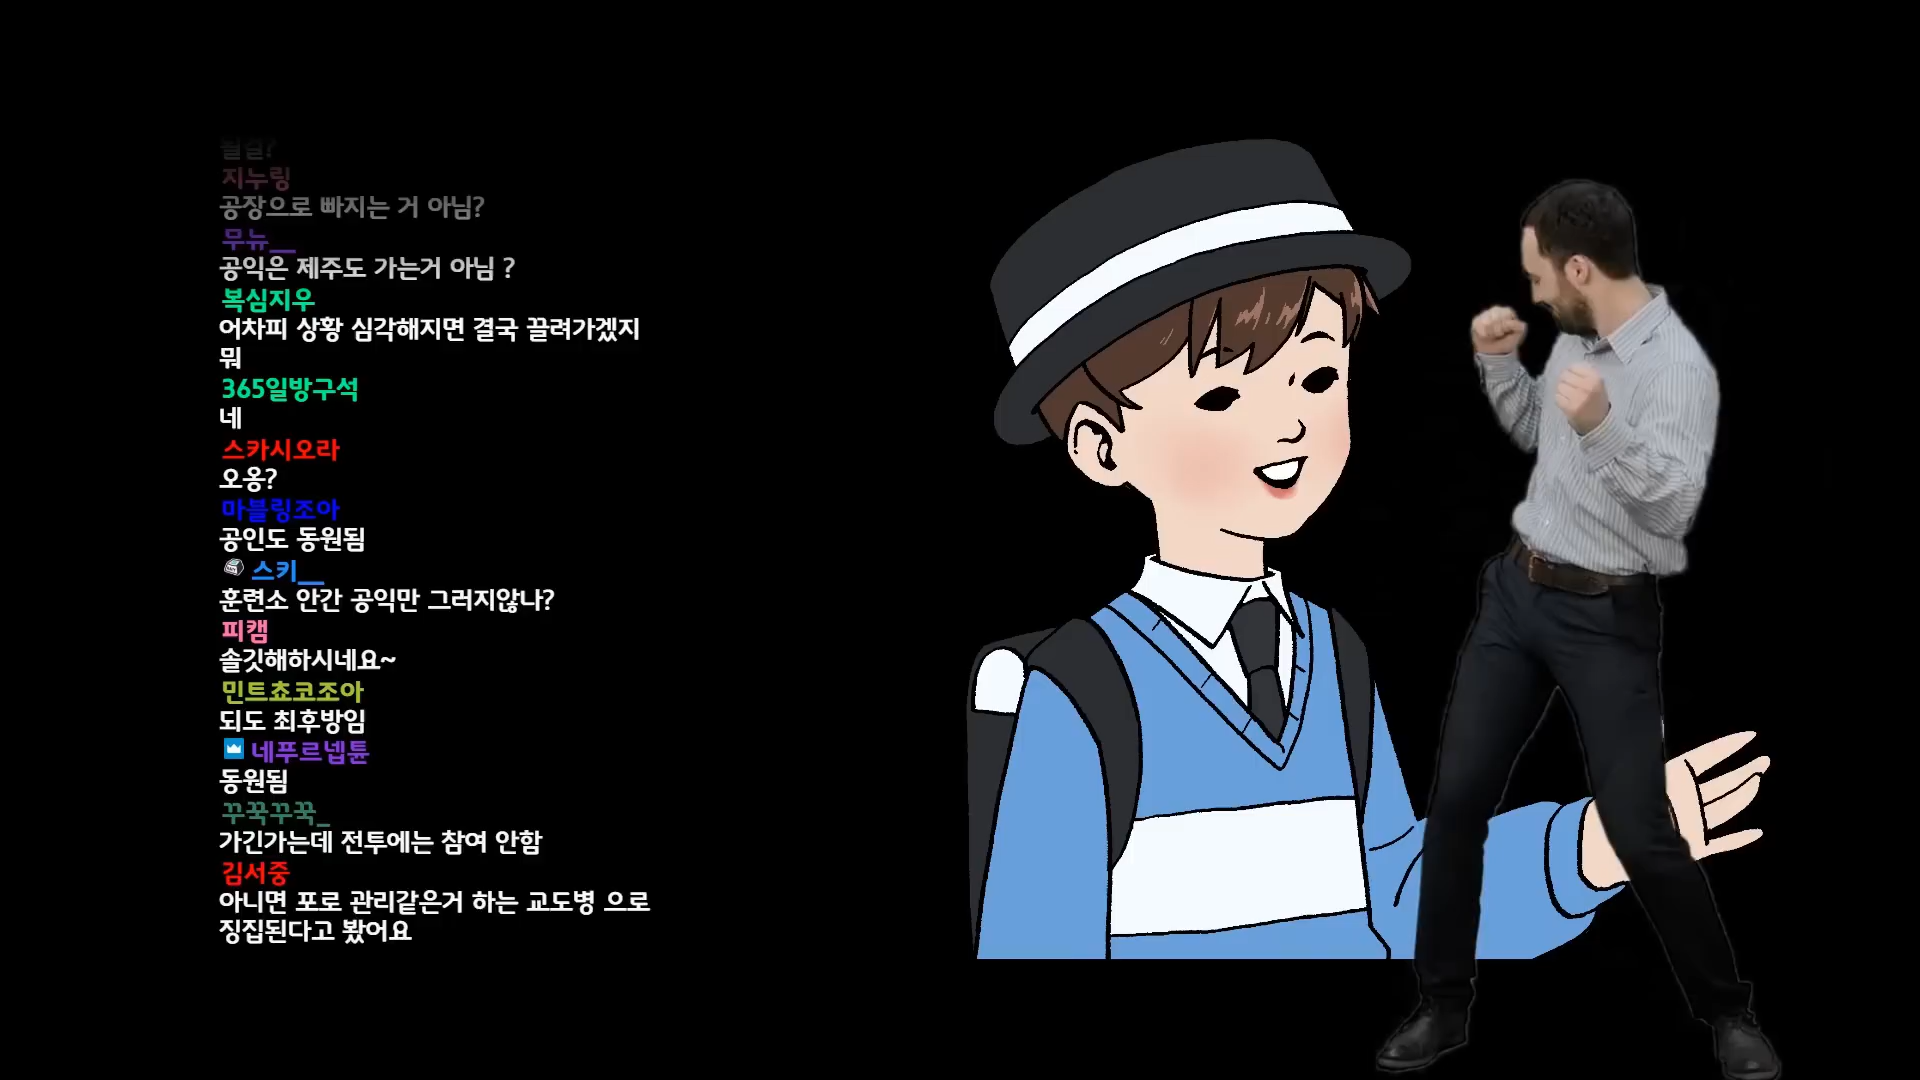 지누링
공장으로 빠지는 거 아님?
무뉴__
공익은 제주도 가는거 아님 ?
복심지우
어차피 상황 심각해지면 결국 끌려가겠지
뭐
365일방구석
네
스카시오라
오옹?
마블링조아
공인도 동원됨
스키__
훈련소 안간 공익만 그러지않나?
피캠
솔깃해하시네요~
민트쵸코조아
되도 최후방임
네푸르넵튠
동원됨
꾸꾹꾸꾹_
가긴가는데 전투에는 참여 안함
김서중
아니면 포로 관리같은거 하는 교도병 으로
징집된다고 봤어요